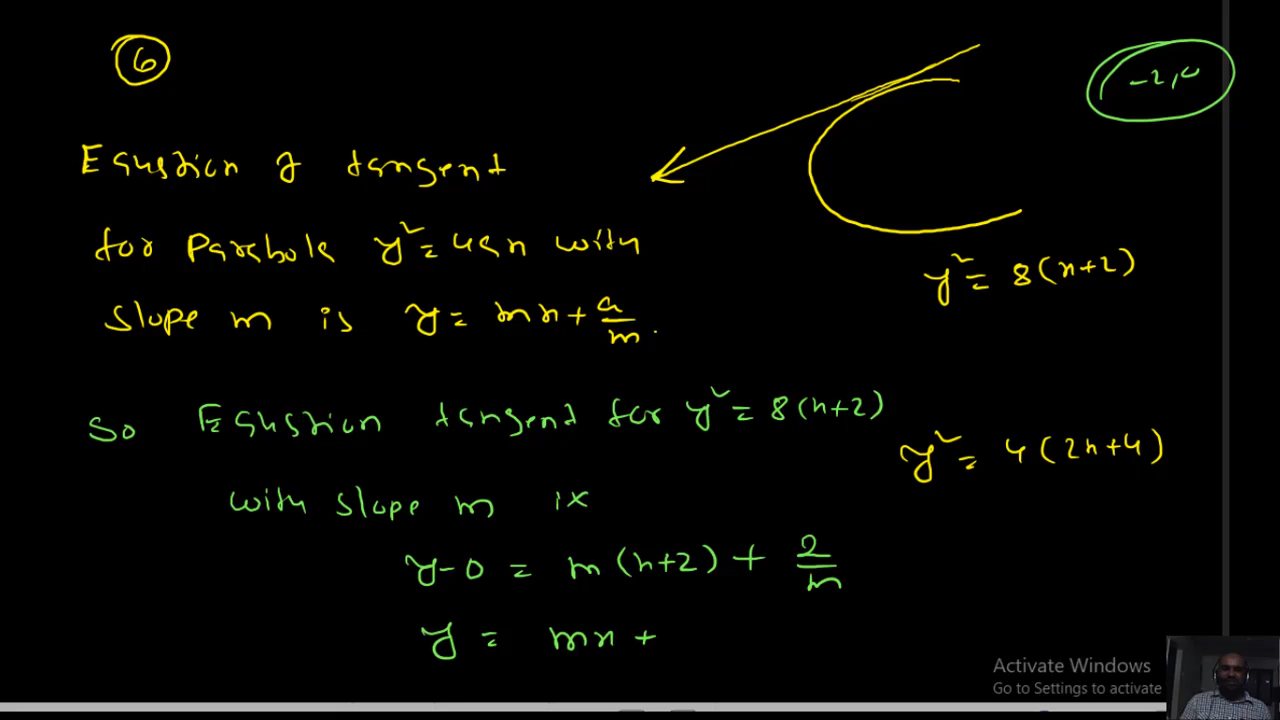 6
-2,0
Equation of tangent
for Parabola y² = 4ax with
slope m is y = mx + a/m.
y² = 8(x+2)
So Equation tangent for y² = 8(x+2)
y² = 4(2x+4)
with slope m is
y-0 = m(x+2) + 2/m
y = mx +
Activate Windows
Go to Settings to activate